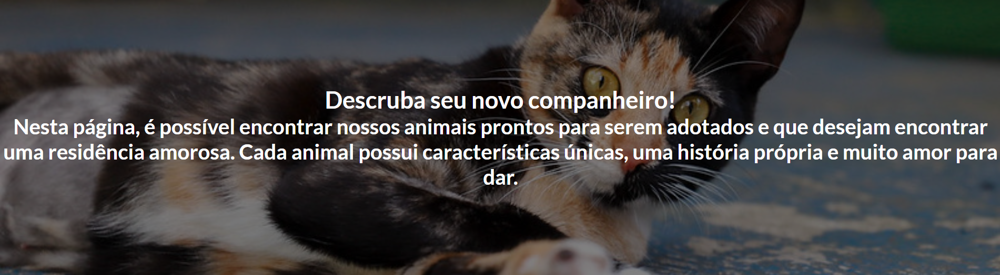 Descruba seu novo companheiro!
Nesta página, é possível encontrar nossos animais prontos para serem adotados e que desejam encontrar
uma residência amorosa. Cada animal possui características únicas, uma história própria e muito amor para
dar.